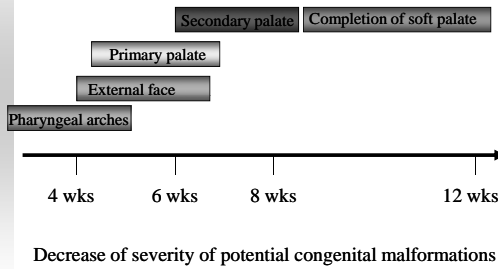 Secondary palate Completion of soft palate
Primary palate
External face
Pharyngeal arches
4 wks 6 wks 8 wks 12 wks
Decrease of severity of potential congenital malformations